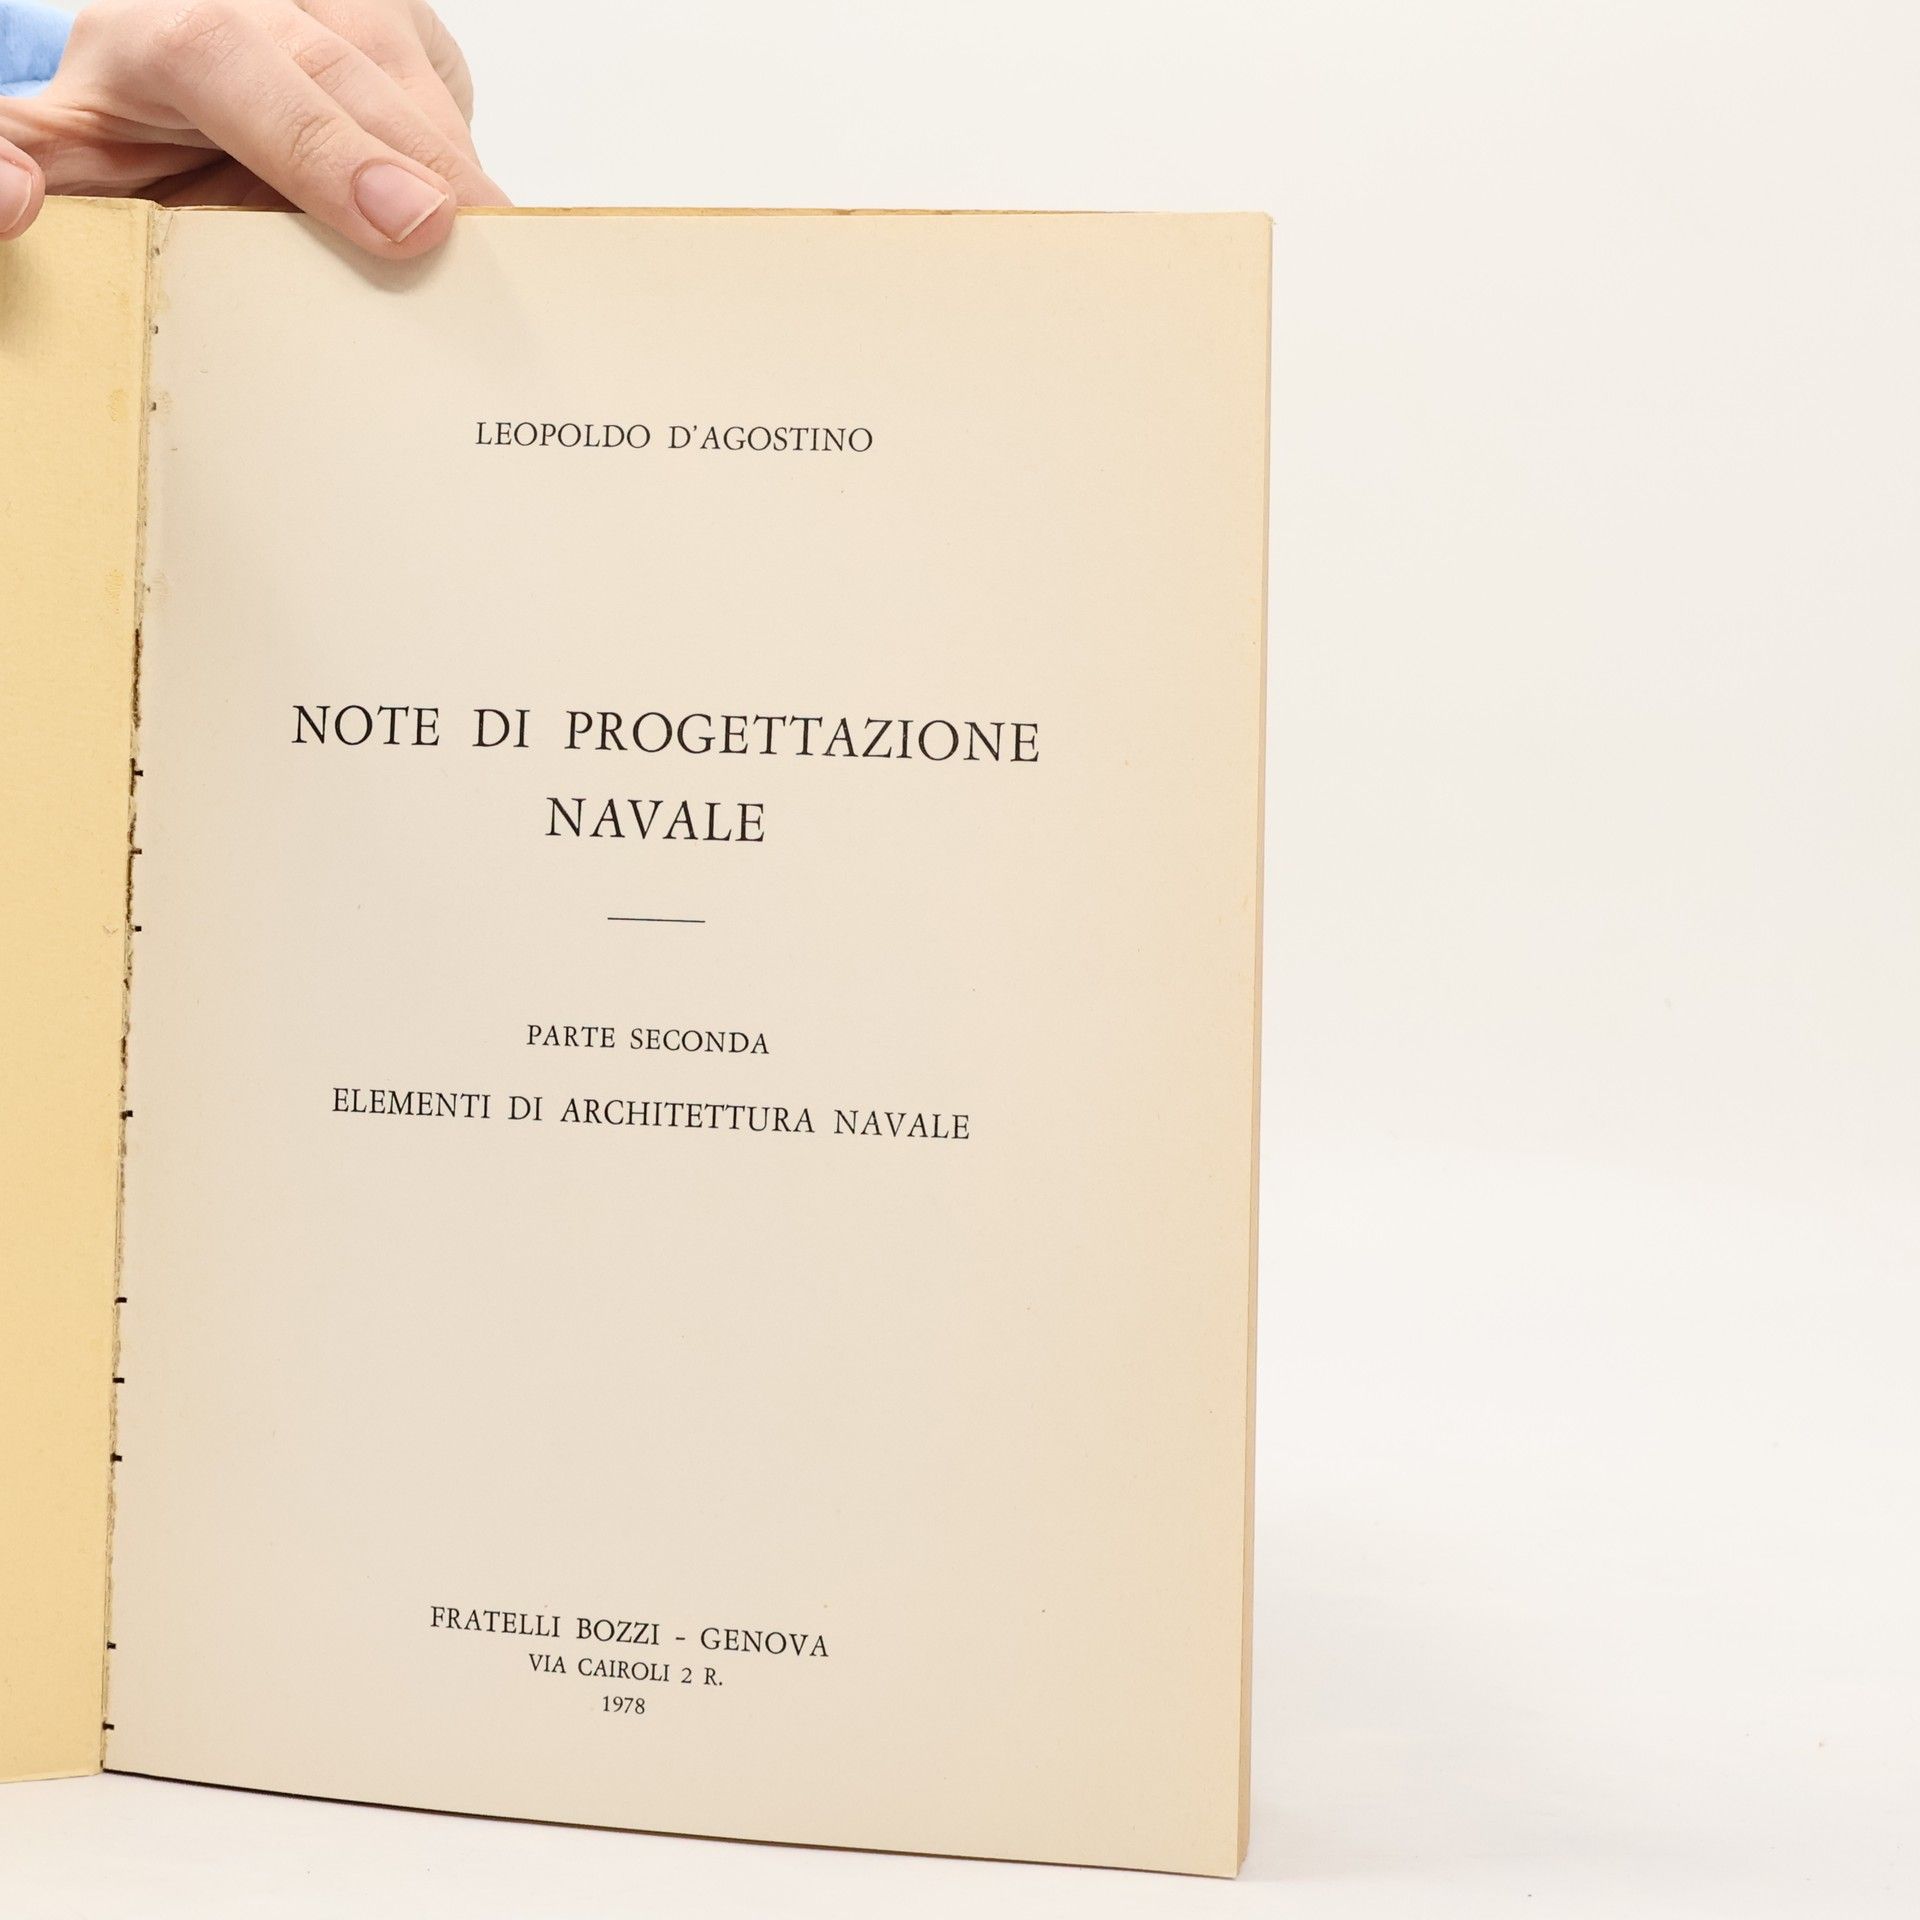 LEOPOLDO D'AGOSTINO
NOTE DI PROGETTAZIONE
NAVALE
PARTE SECONDA
ELEMENTI DI ARCHITETTURA NAVALE
FRATELLI BOZZI - GENOVA
VIA CAIROLI 2 R.
1978